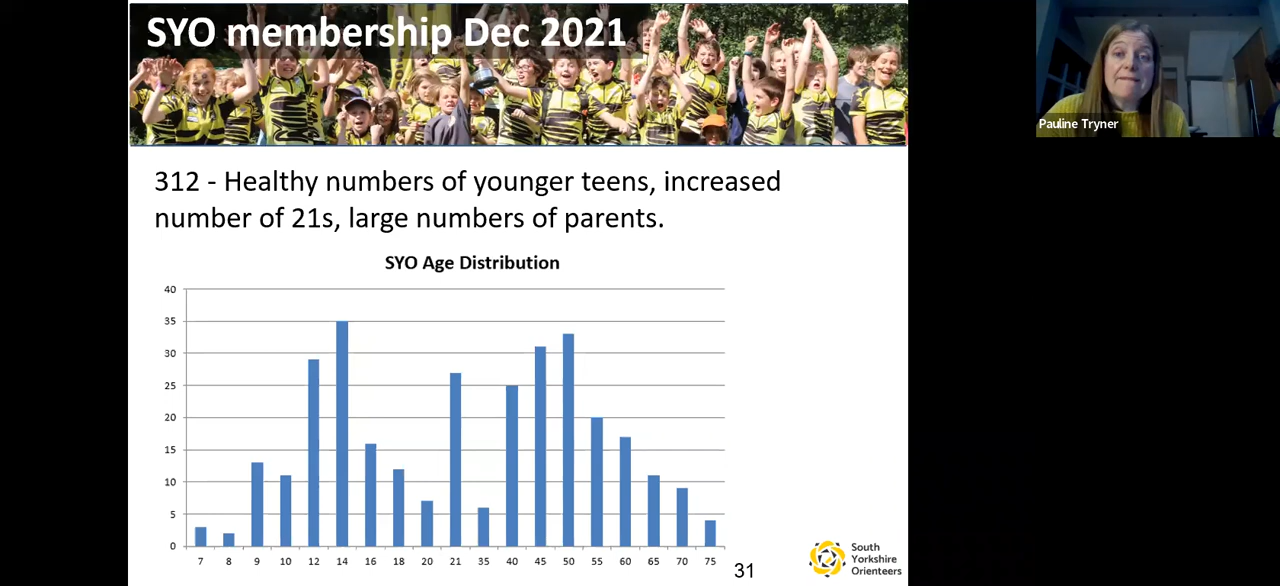 SYO membership Dec 2021
Pauline Tryner
312 - Healthy numbers of younger teens, increased
number of 21s, large numbers of parents.
SYO Age Distribution
40
35
30
25
20
15
10
5
0
7 8 9 10 12 14 16 18 20 21 35 40 45 50 55 60 65 70 75
31
South
Yorkshire
Orienteers